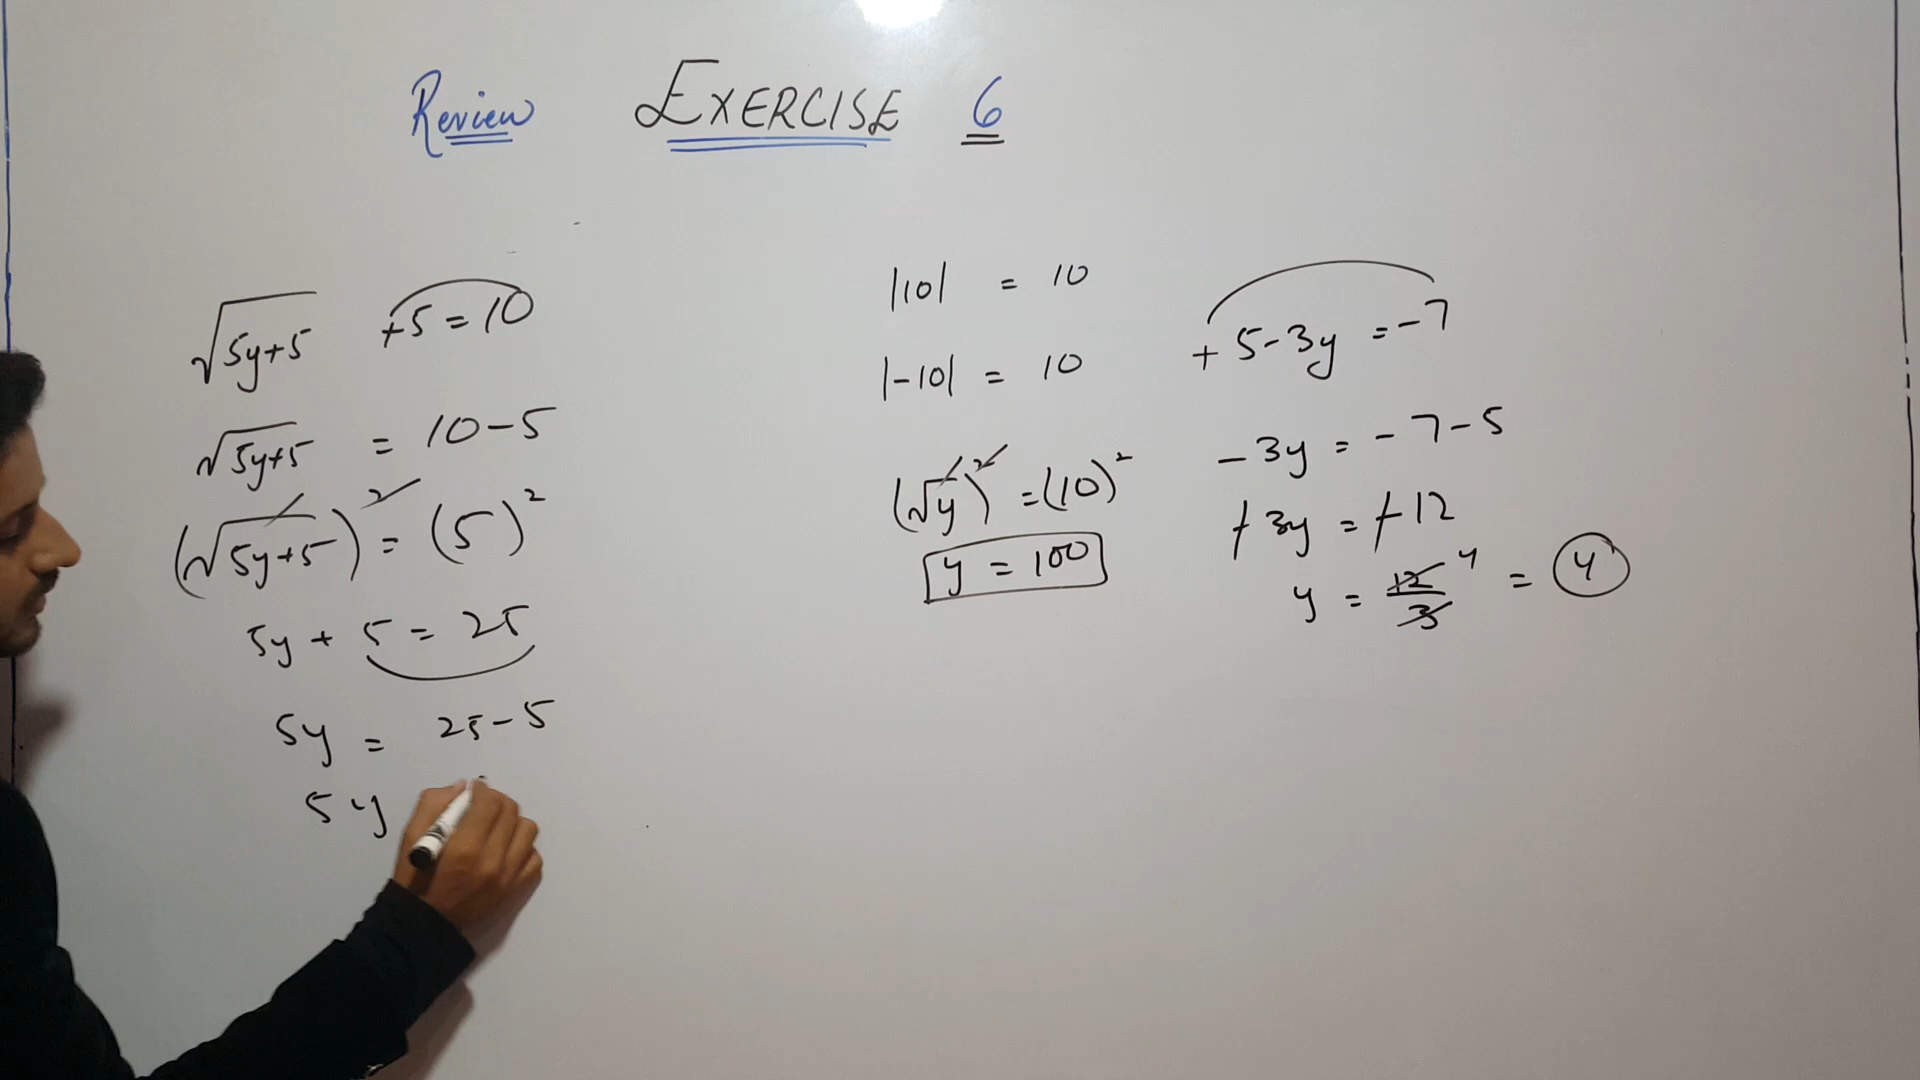 Review EXERCISE 6
√5y+5 +5 = 10
√5y+5 = 10-5
(√5y+5)² = (5)²
5y + 5 = 25
5y = 25-5
5y
|10| = 10
|-10| = 10
(√y)² = (10)²
y = 100
+5-3y = -7
-3y = -7-5
-3y = -12
y = 12/3 4 = 4